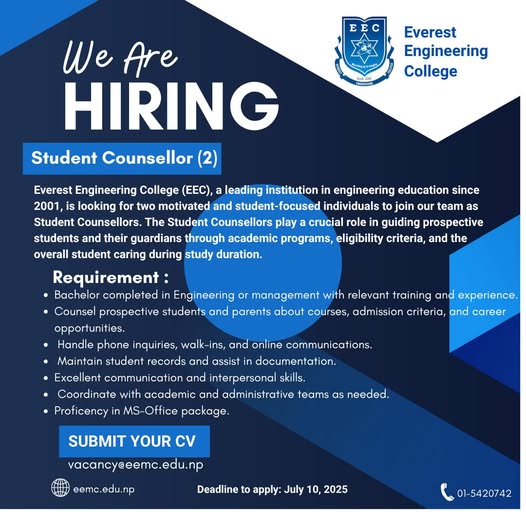 EEC
Everest
Engineering
College
We Are
HIRING
Student Counsellor (2)
Everest Engineering College (EEC), a leading institution in engineering education since
2001, is looking for two motivated and student-focused individuals to join our team as
Student Counsellors. The Student Counsellors play a crucial role in guiding prospective
students and their guardians through academic programs, eligibility criteria, and the
overall student caring during study duration.
Requirement :
• Bachelor completed in Engineering or management with relevant training and experience.
• Counsel prospective students and parents about courses, admission criteria, and career
opportunities.
• Handle phone inquiries, walk-ins, and online communications.
• Maintain student records and assist in documentation.
• Excellent communication and interpersonal skills.
• Coordinate with academic and administrative teams as needed.
• Proficency in MS-Office package.
SUBMIT YOUR CV
vacancy@eemc.edu.np
eemc.edu.np
Deadline to apply: July 10, 2025
01-5420742